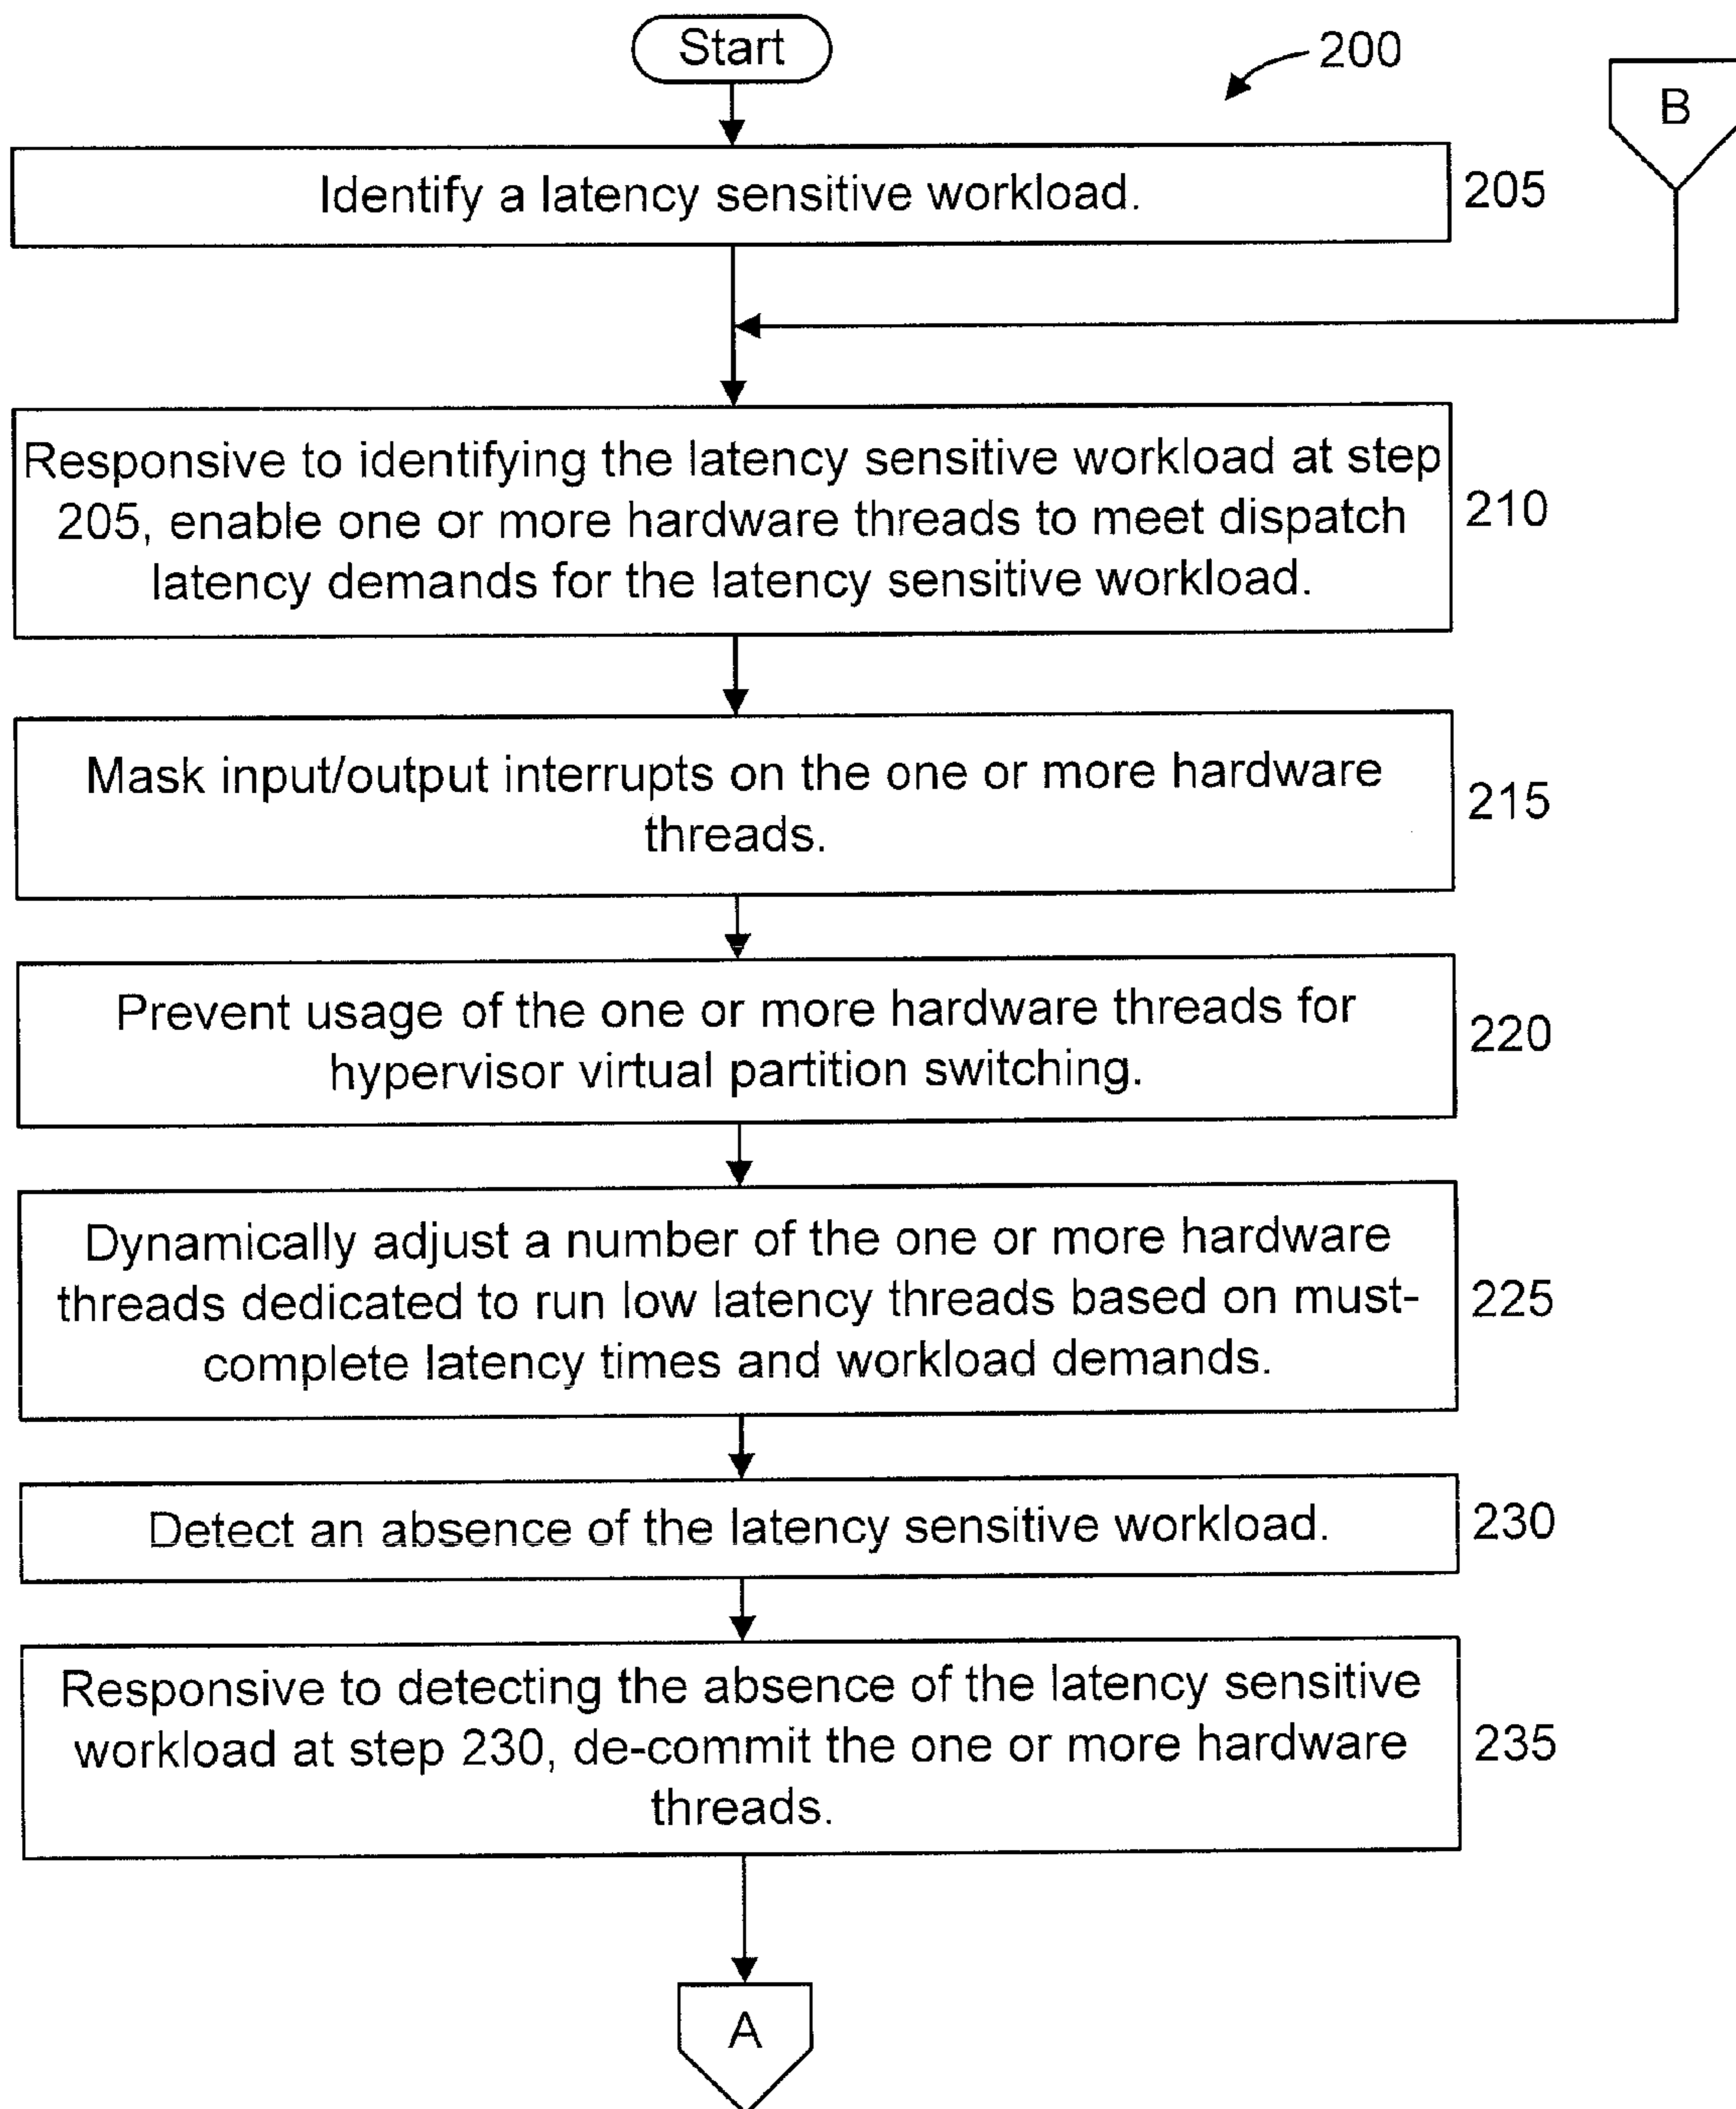 Start
200
B
Identify a latency sensitive workload.
205
Responsive to identifying the latency sensitive workload at step
205, enable one or more hardware threads to meet dispatch
latency demands for the latency sensitive workload.
210
Mask input/output interrupts on the one or more hardware
threads.
215
Prevent usage of the one or more hardware threads for
hypervisor virtual partition switching.
220
Dynamically adjust a number of the one or more hardware
threads dedicated to run low latency threads based on must-
complete latency times and workload demands.
225
Detect an absence of the latency sensitive workload.
230
Responsive to detecting the absence of the latency sensitive
workload at step 230, de-commit the one or more hardware
threads.
235
A